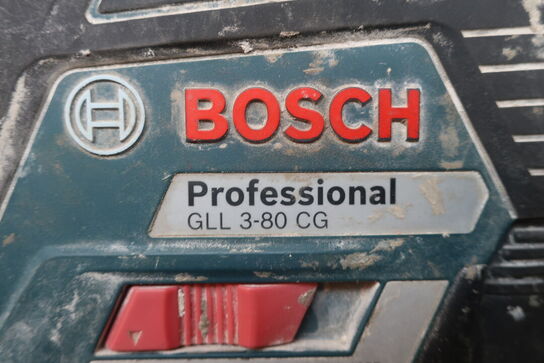 BOSCH
Professional
GLL 3-80 CG